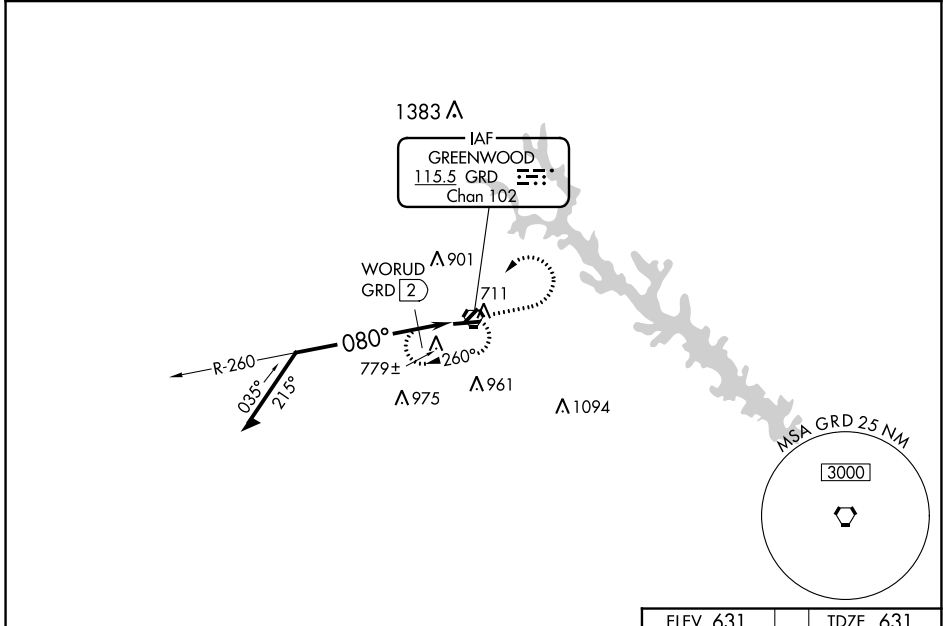 1383
IAF
GREENWOOD
115.5 GRD
Chan 102
901
WORUD
GRD 2
711
080°
R-260
260°
779±
035°
215°
975
961
1094
MSA GRD 25 NM
3000
ELEV 631
TDZE 631